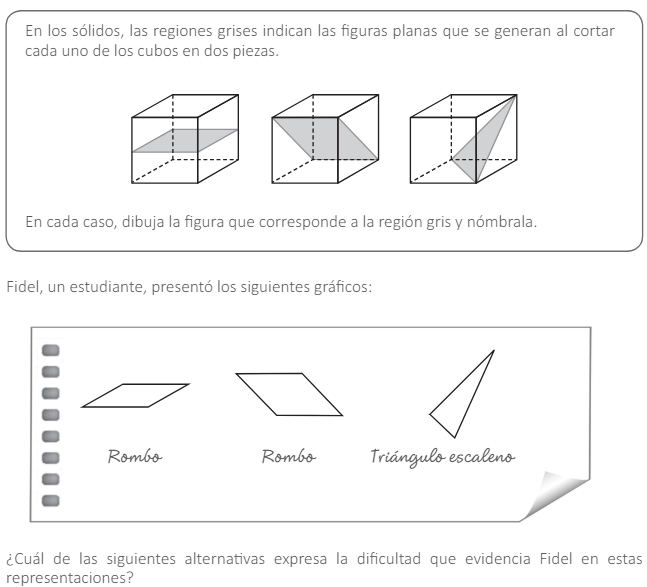 En los sólidos, las regiones grises indican las figuras planas que se generan al cortar
cada uno de los cubos en dos piezas.
En cada caso, dibuja la figura que corresponde a la región gris y nómbrala.
Fidel, un estudiante, presentó los siguientes gráficos:
Rombo Rombo Triángulo escaleno
¿Cuál de las siguientes alternativas expresa la dificultad que evidencia Fidel en estas
representaciones?